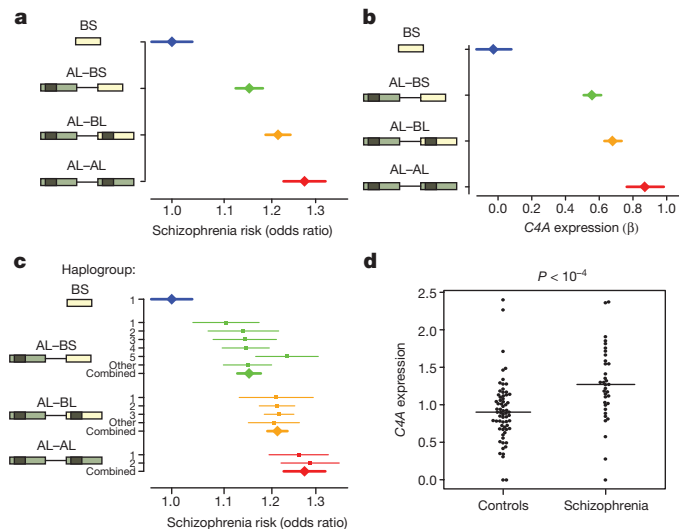 a
BS
AL–BS
AL–BL
AL–AL
1.0 1.1 1.2 1.3
Schizophrenia risk (odds ratio)
b
BS
AL–BS
AL–BL
AL–AL
0.0 0.2 0.4 0.6 0.8 1.0
C4A expression (β)
c
Haplogroup:
BS
1
AL–BS
1
2
3
4
5
Other
Combined
AL–BL
1
2
3
Other
Combined
AL–AL
1
2
Combined
1.0 1.1 1.2 1.3
Schizophrenia risk (odds ratio)
d
P < 10⁻⁴
2.5
2.0
1.5
1.0
0.5
0.0
C4A expression
Controls Schizophrenia